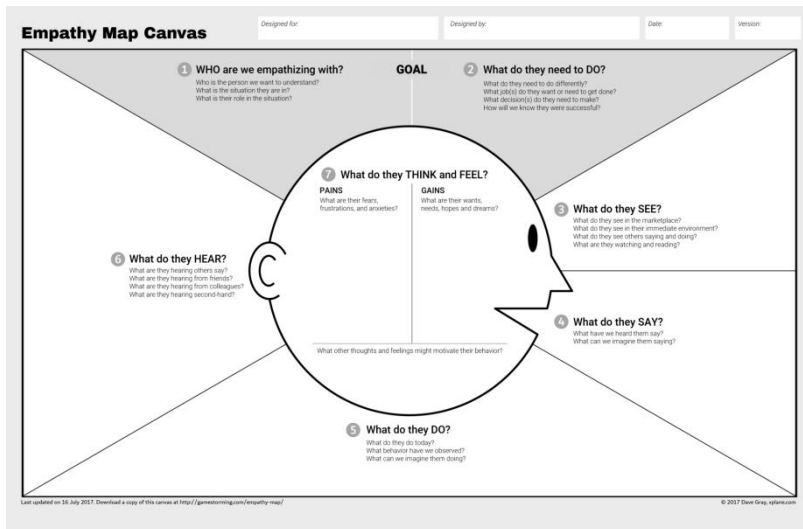 Empathy Map Canvas
Designed for:
Designed by:
Date:
Version:
1 WHO are we empathizing with?
Who is the person we want to understand?
What is the situation they are in?
What is their role in the situation?
GOAL
2 What do they need to DO?
What do they need to do differently?
What job(s) do they want or need to get done?
What decision(s) do they need to make?
How will we know they were successful?
3 What do they SEE?
What do they see in the marketplace?
What do they see in their immediate environment?
What do they see others saying and doing?
What are they watching and reading?
4 What do they SAY?
What have we heard them say?
What can we imagine them saying?
5 What do they DO?
What do they do today?
What behavior have we observed?
What can we imagine them doing?
6 What do they HEAR?
What are they hearing others say?
What are they hearing from friends?
What are they hearing from colleagues?
What are they hearing second-hand?
7 What do they THINK and FEEL?
PAINS
What are their fears,
frustrations, and anxieties?
GAINS
What are their wants,
needs, hopes and dreams?
What other thoughts and feelings might motivate their behavior?
Last updated on 16 July 2017. Download a copy of this canvas at http://gamestorming.com/empathy-map/
© 2017 Dave Gray, xplane.com